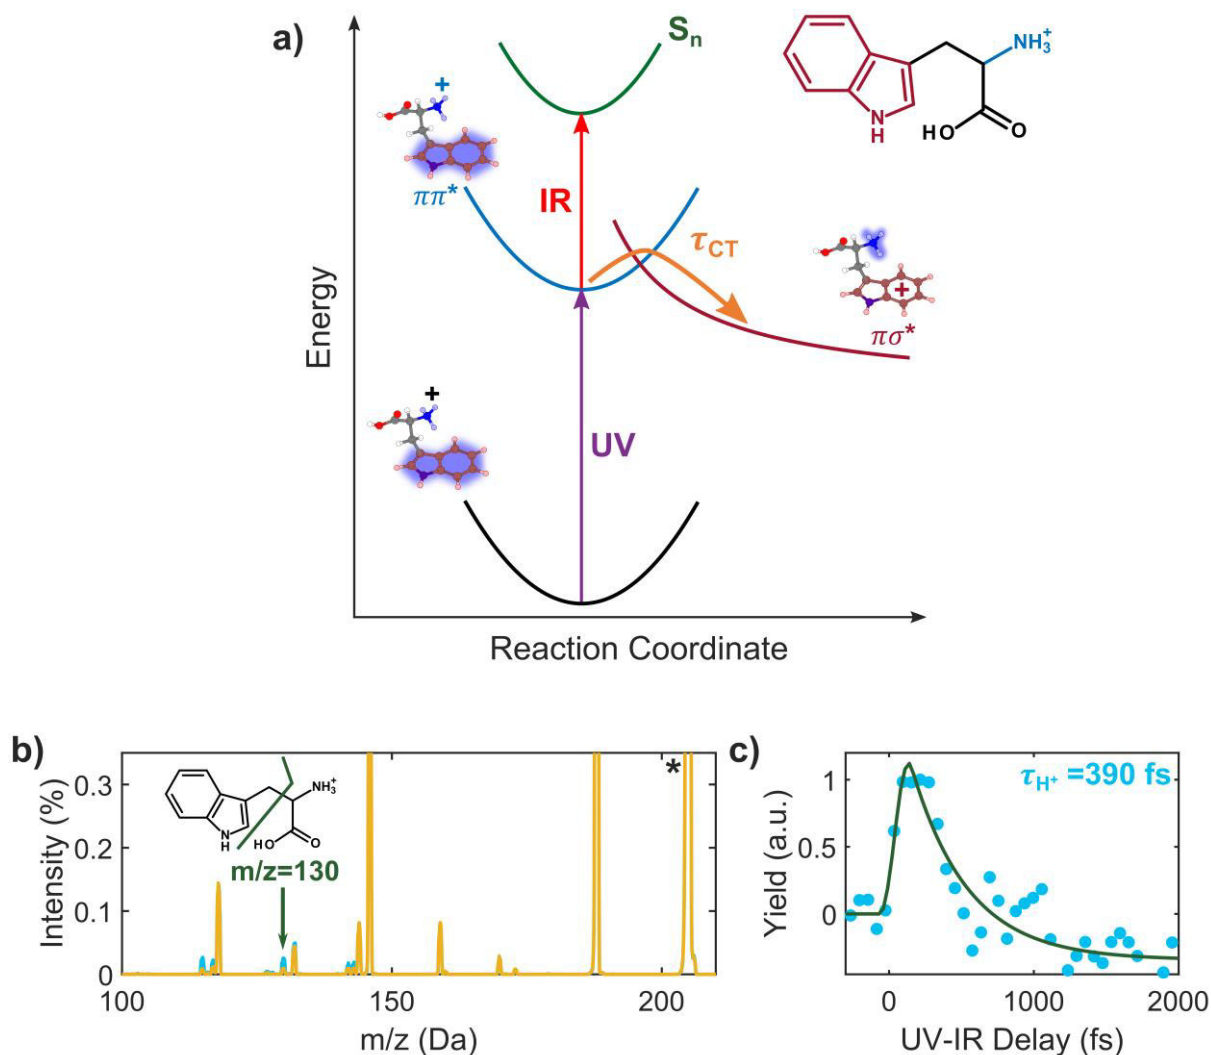 a)
Sₙ
NH₃⁺
N
H
HO
O
+
ππ*
IR
τCT
+
πσ*
+
UV
Energy
Reaction Coordinate
b)
0.3
0.2
0.1
0
Intensity (%)
NH₃⁺
N
H
HO
O
m/z=130
*
100
150
200
m/z (Da)
c)
τH⁺ =390 fs
1
0.5
0
Yield (a.u.)
0
1000
2000
UV-IR Delay (fs)